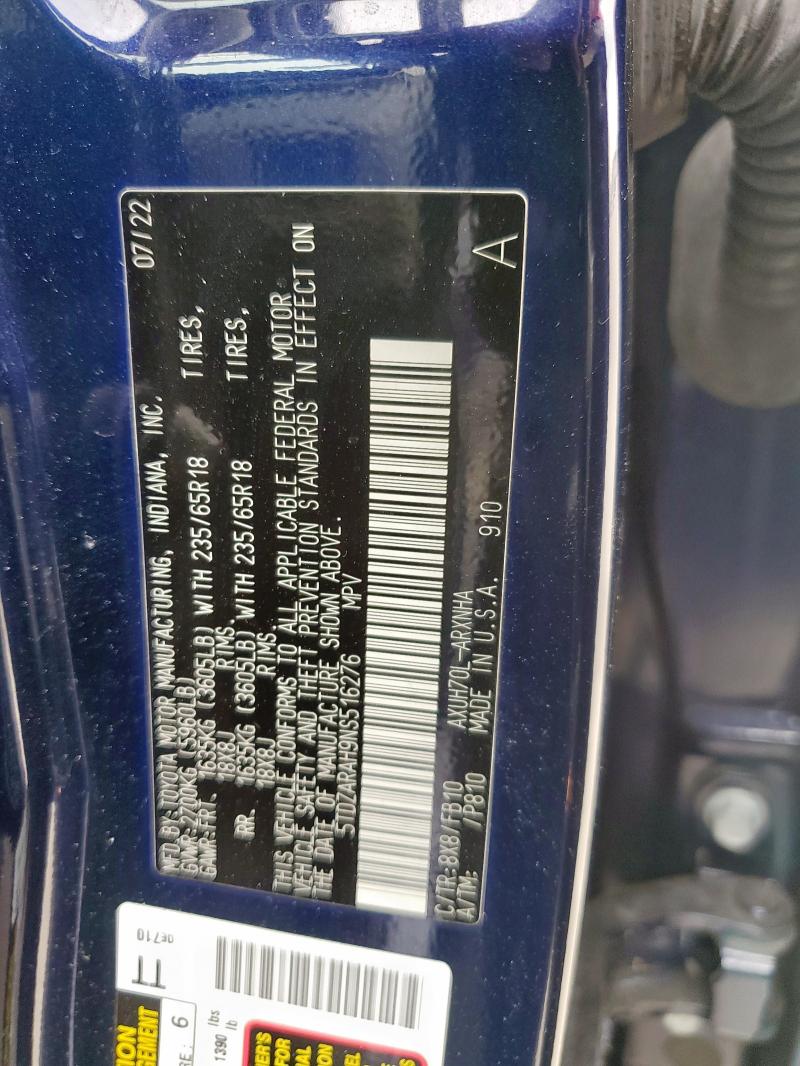 MFD.BY:TOYOTA MOTOR MANUFACTURING, INDIANA, INC. 07/22
GVWR:2700KG (5960LB)
GAWR:FRT. 1635KG (3605LB) WITH 235/65R18 TIRES,
18X8J RIMS.
RR. 1635KG (3605LB) WITH 235/65R18 TIRES,
18X8J RIMS.
THIS VEHICLE CONFORMS TO ALL APPLICABLE FEDERAL MOTOR
VEHICLE SAFETY AND THEFT PREVENTION STANDARDS IN EFFECT ON
THE DATE OF MANUFACTURE SHOWN ABOVE.
MPV
C/TR:8X8/FB10 AXUH70L-ARXNHA
A/TM: /P810 MADE IN U.S.A. 910 A
0E710
6
1390 lbs
lb
FOR